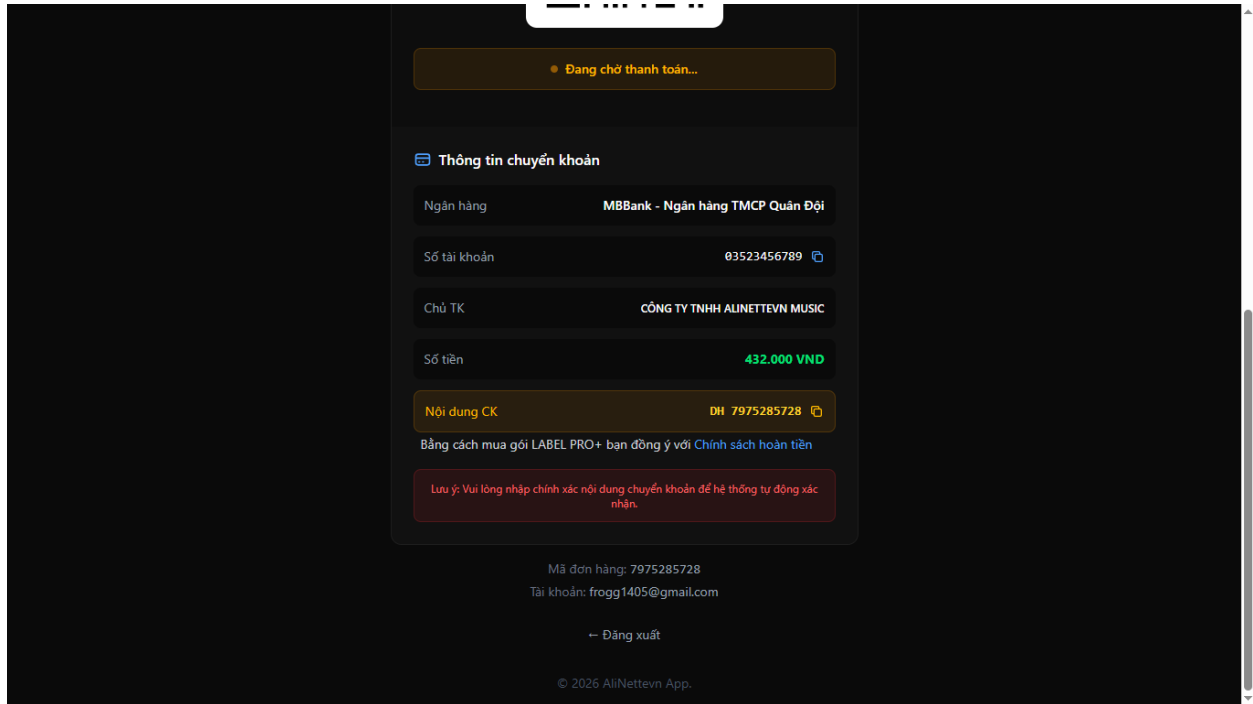 Đang chờ thanh toán...
Thông tin chuyển khoản
Ngân hàng MBBank - Ngân hàng TMCP Quân Đội
Số tài khoản 03523456789
Chủ TK CÔNG TY TNHH ALINETTEVN MUSIC
Số tiền 432.000 VND
Nội dung CK DH 7975285728
Bằng cách mua gói LABEL PRO+ bạn đồng ý với Chính sách hoàn tiền
Lưu ý: Vui lòng nhập chính xác nội dung chuyển khoản để hệ thống tự động xác
nhận.
Mã đơn hàng: 7975285728
Tài khoản: frogg1405@gmail.com
← Đăng xuất
© 2026 AliNettevn App.